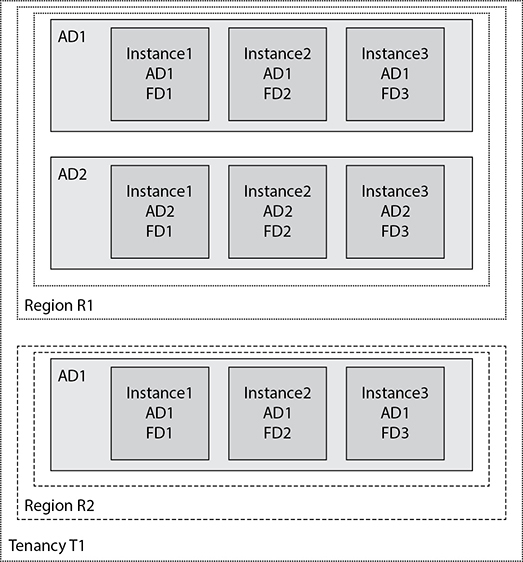 AD1
Instance1
AD1
FD1
Instance2
AD1
FD2
Instance3
AD1
FD3
AD2
Instance1
AD2
FD1
Instance2
AD2
FD2
Instance3
AD2
FD3
Region R1
AD1
Instance1
AD1
FD1
Instance2
AD1
FD2
Instance3
AD1
FD3
Region R2
Tenancy T1